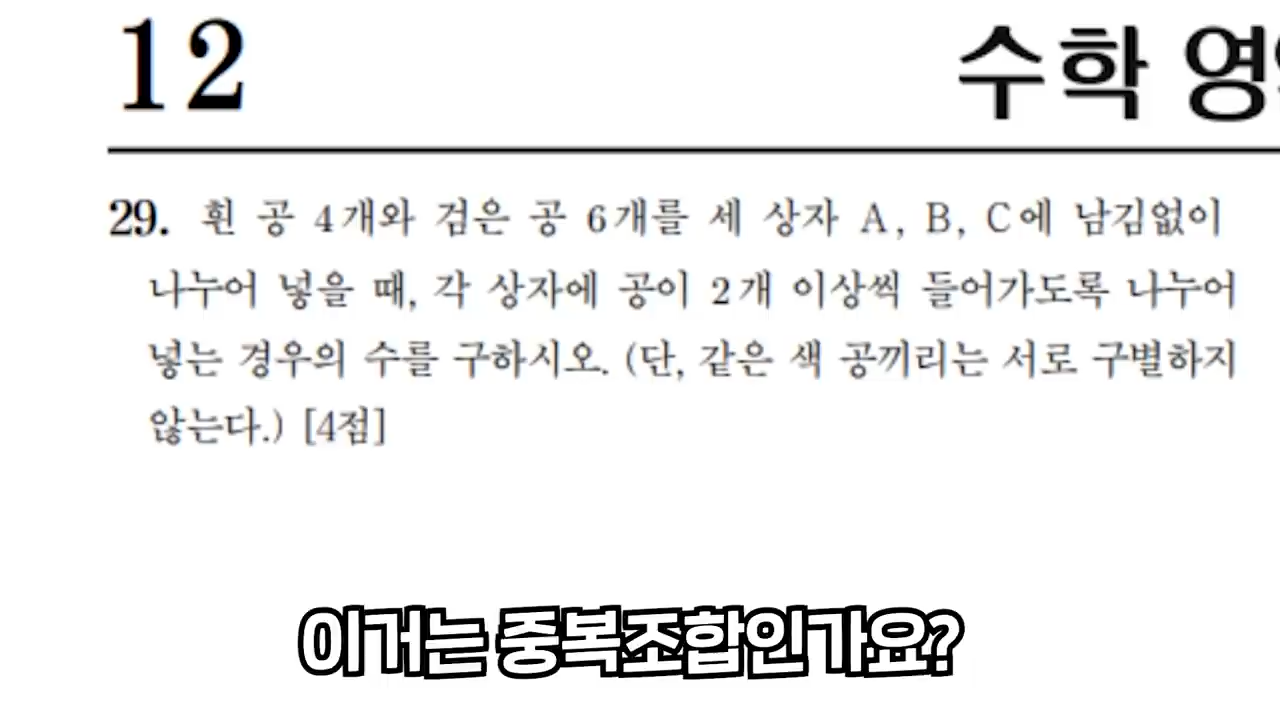 12
수학 영
29. 흰 공 4개와 검은 공 6개를 세 상자 A, B, C에 남김없이
나누어 넣을 때, 각 상자에 공이 2개 이상씩 들어가도록 나누어
넣는 경우의 수를 구하시오. (단, 같은 색 공끼리는 서로 구별하지
않는다.) [4점]
이거는 중복조합인가요?